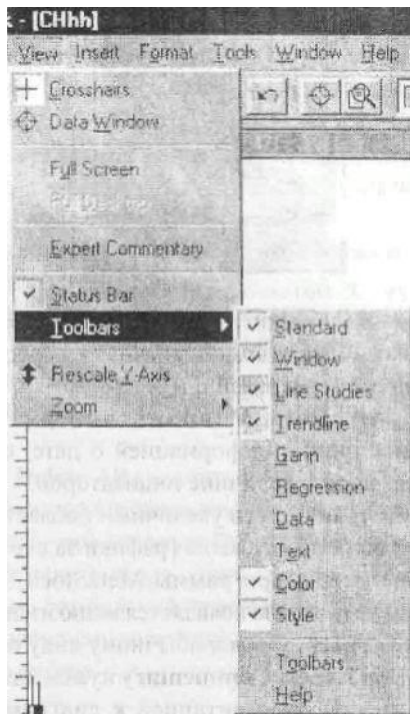 - [CHhh]
View Insert Format Tools Window Help
Crosshairs
Data Window
Full Screen
Expert Commentary
Status Bar
Toolbars
Rescale Y-Axis
Zoom
Standard
Window
Line Studies
Trendline
Gann
Regression
Data
Text
Color
Style
Toolbars...
Help